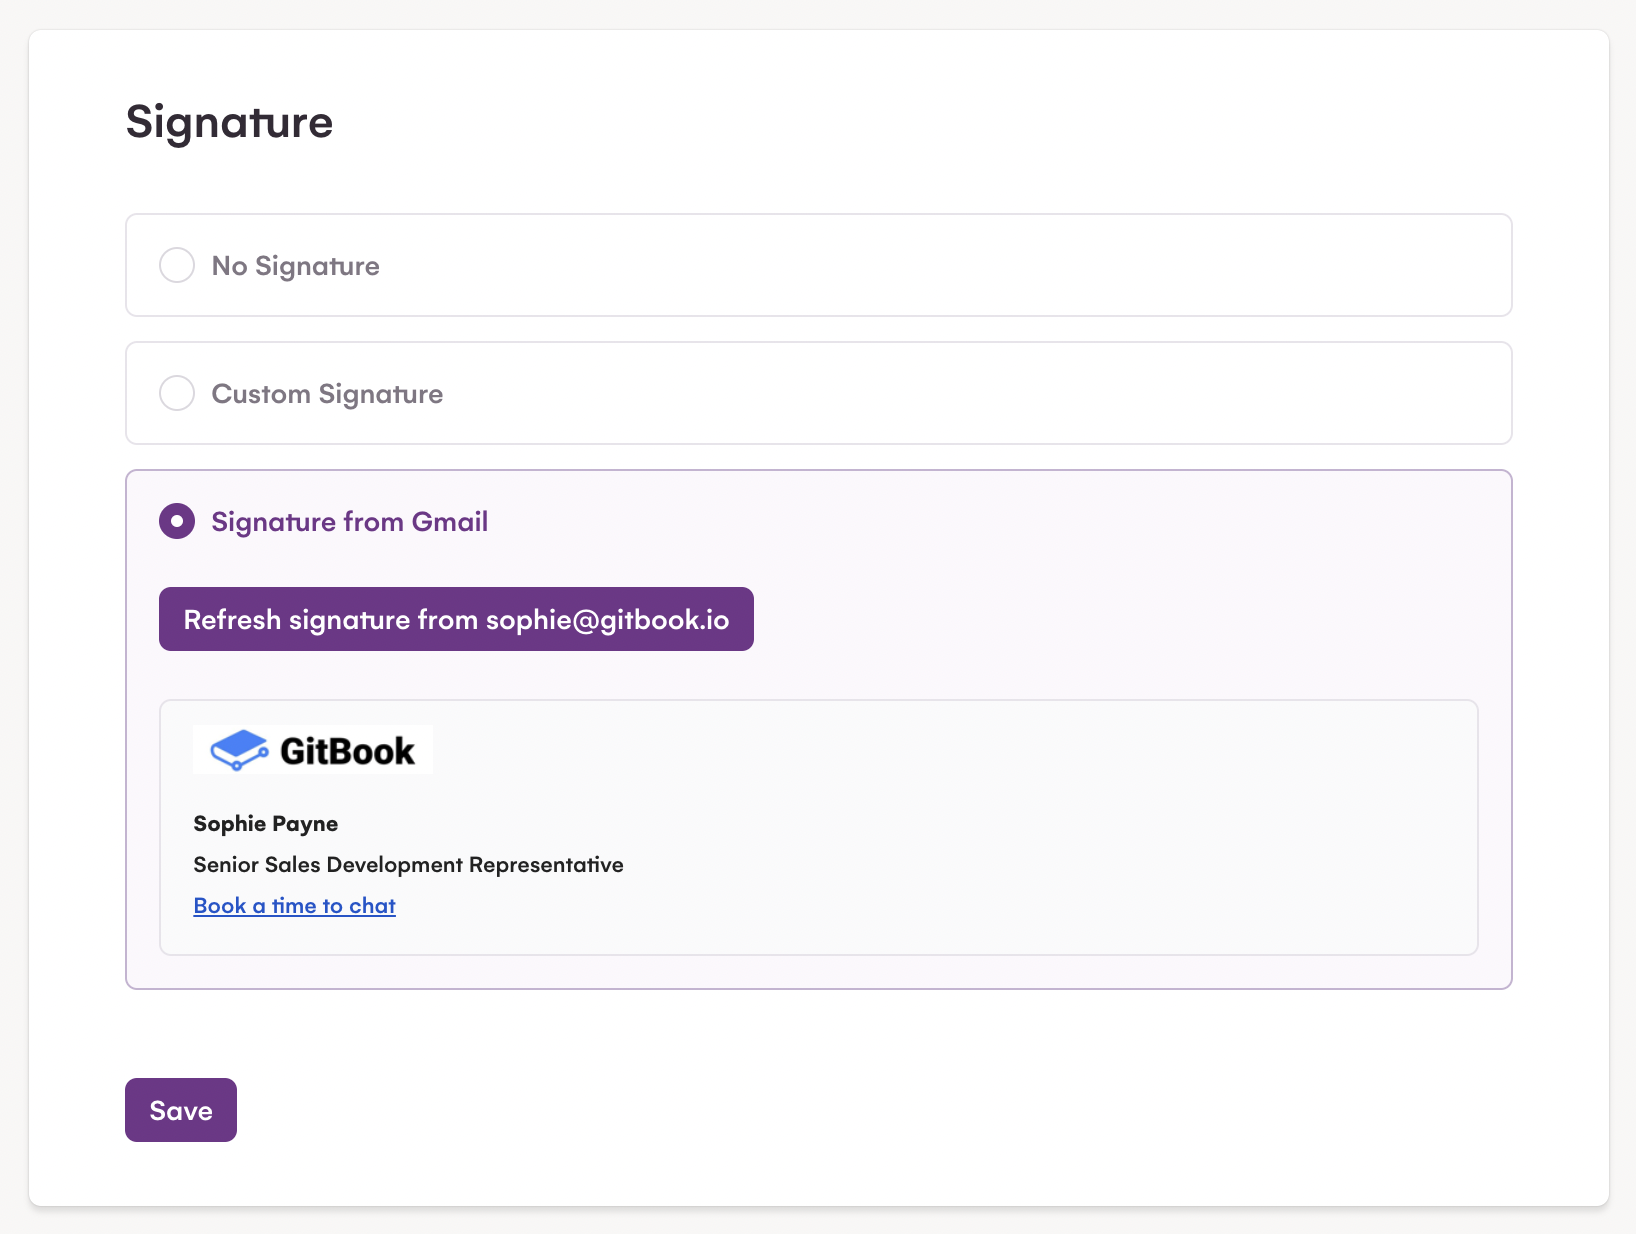 Signature
No Signature
Custom Signature
Signature from Gmail
Refresh signature from sophie@gitbook.io
GitBook
Sophie Payne
Senior Sales Development Representative
Book a time to chat
Save